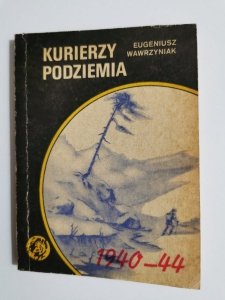 KURIERZY
PODZIEMIA
EUGENIUSZ
WAWRZYNIAK
1940-44